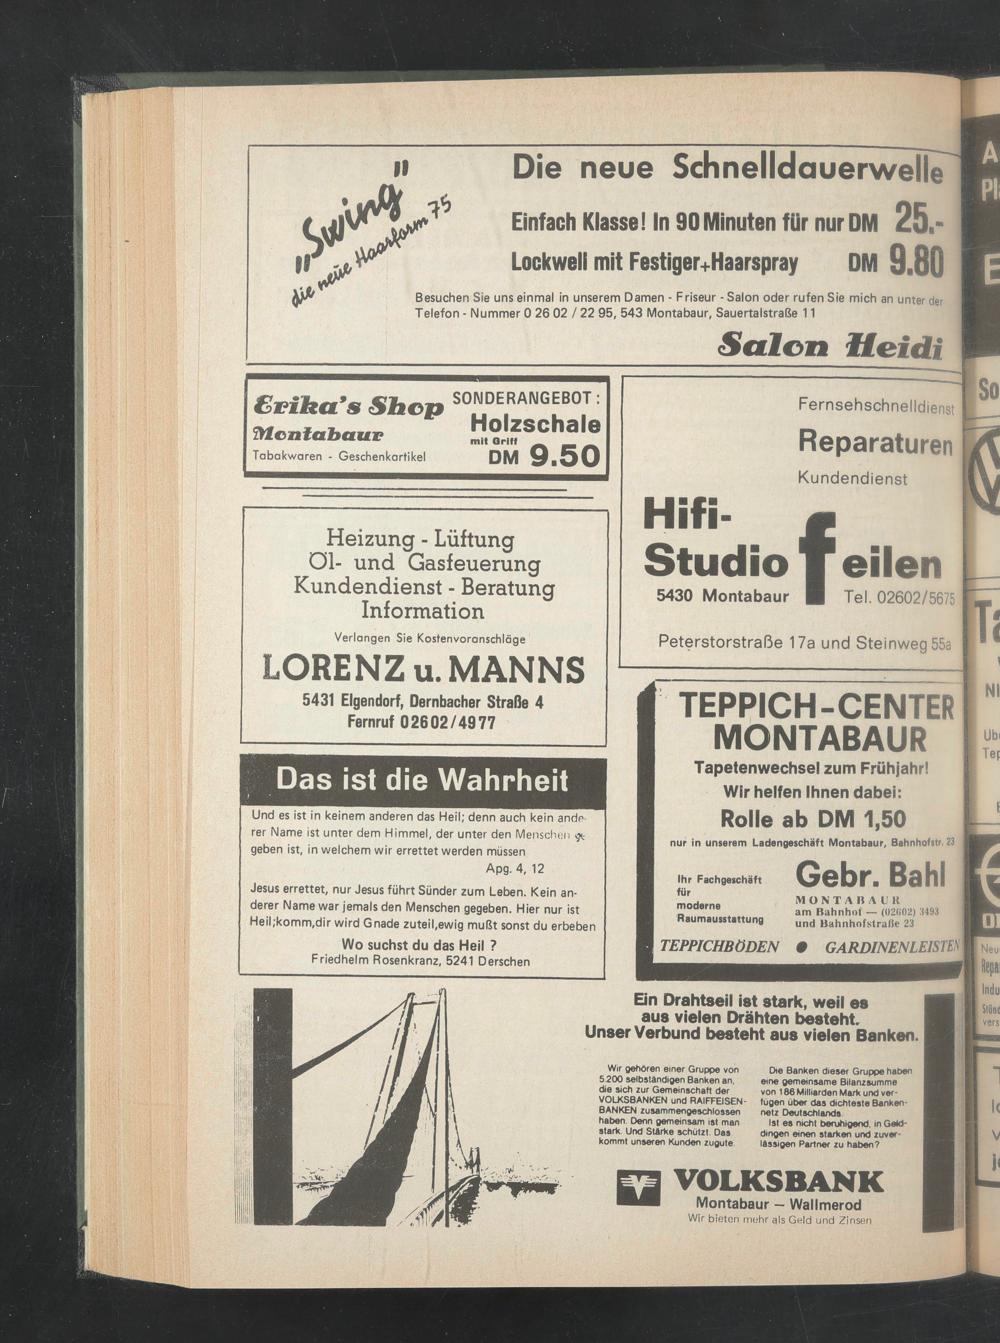 „Swing"
die neue Haarform 75
Die neue Schnelldauerwelle
Einfach Klasse! In 90 Minuten für nur DM 25.-
Lockwell mit Festiger+Haarspray DM 9.80
Besuchen Sie uns einmal in unserem Damen - Friseur - Salon oder rufen Sie mich an unter der
Telefon - Nummer 0 26 02 / 22 95, 543 Montabaur, Sauertalstraße 11
Salon Heidi
Erika's Shop
Montabaur
Tabakwaren - Geschenkartikel
SONDERANGEBOT:
Holzschale
mit Griff
DM 9.50
Heizung - Lüftung
Öl- und Gasfeuerung
Kundendienst - Beratung
Information
Verlangen Sie Kostenvoranschläge
LORENZ u. MANNS
5431 Elgendorf, Dernbacher Straße 4
Fernruf 02602/4977
Das ist die Wahrheit
Und es ist in keinem anderen das Heil; denn auch kein ande-
rer Name ist unter dem Himmel, der unter den Menschen ge
geben ist, in welchem wir errettet werden müssen
Apg. 4, 12
Jesus errettet, nur Jesus führt Sünder zum Leben. Kein an-
derer Name war jemals den Menschen gegeben. Hier nur ist
Heil;komm,dir wird Gnade zuteil,ewig mußt sonst du erbeben
Wo suchst du das Heil ?
Friedhelm Rosenkranz, 5241 Derschen
Fernsehschnelldienst
Reparaturen
Kundendienst
Hifi-
Studio feilen
5430 Montabaur Tel. 02602/5675
Peterstorstraße 17a und Steinweg 55a
TEPPICH-CENTER
MONTABAUR
Tapetenwechsel zum Frühjahr!
Wir helfen Ihnen dabei:
Rolle ab DM 1,50
nur in unserem Ladengeschäft Montabaur, Bahnhofstr. 23
Ihr Fachgeschäft
für
moderne
Raumausstattung
Gebr. Bahl
MONTABAUR
am Bahnhof — (02602) 3493
und Bahnhofstraße 23
TEPPICHBÖDEN ● GARDINENLEISTEN
Ein Drahtseil ist stark, weil es
aus vielen Drähten besteht.
Unser Verbund besteht aus vielen Banken.
Wir gehören einer Gruppe von
5.200 selbständigen Banken an,
die sich zur Gemeinschaft der
VOLKSBANKEN und RAIFFEISEN-
BANKEN zusammengeschlossen
haben. Denn gemeinsam ist man
stark. Und Stärke schützt. Das
kommt unseren Kunden zugute.
Die Banken dieser Gruppe haben
eine gemeinsame Bilanzsumme
von 186 Milliarden Mark und ver-
fügen über das dichteste Banken-
netz Deutschlands.
Ist es nicht beruhigend, in Geld-
dingen einen starken und zuver-
lässigen Partner zu haben?
VOLKSBANK
Montabaur — Wallmerod
Wir bieten mehr als Geld und Zinsen